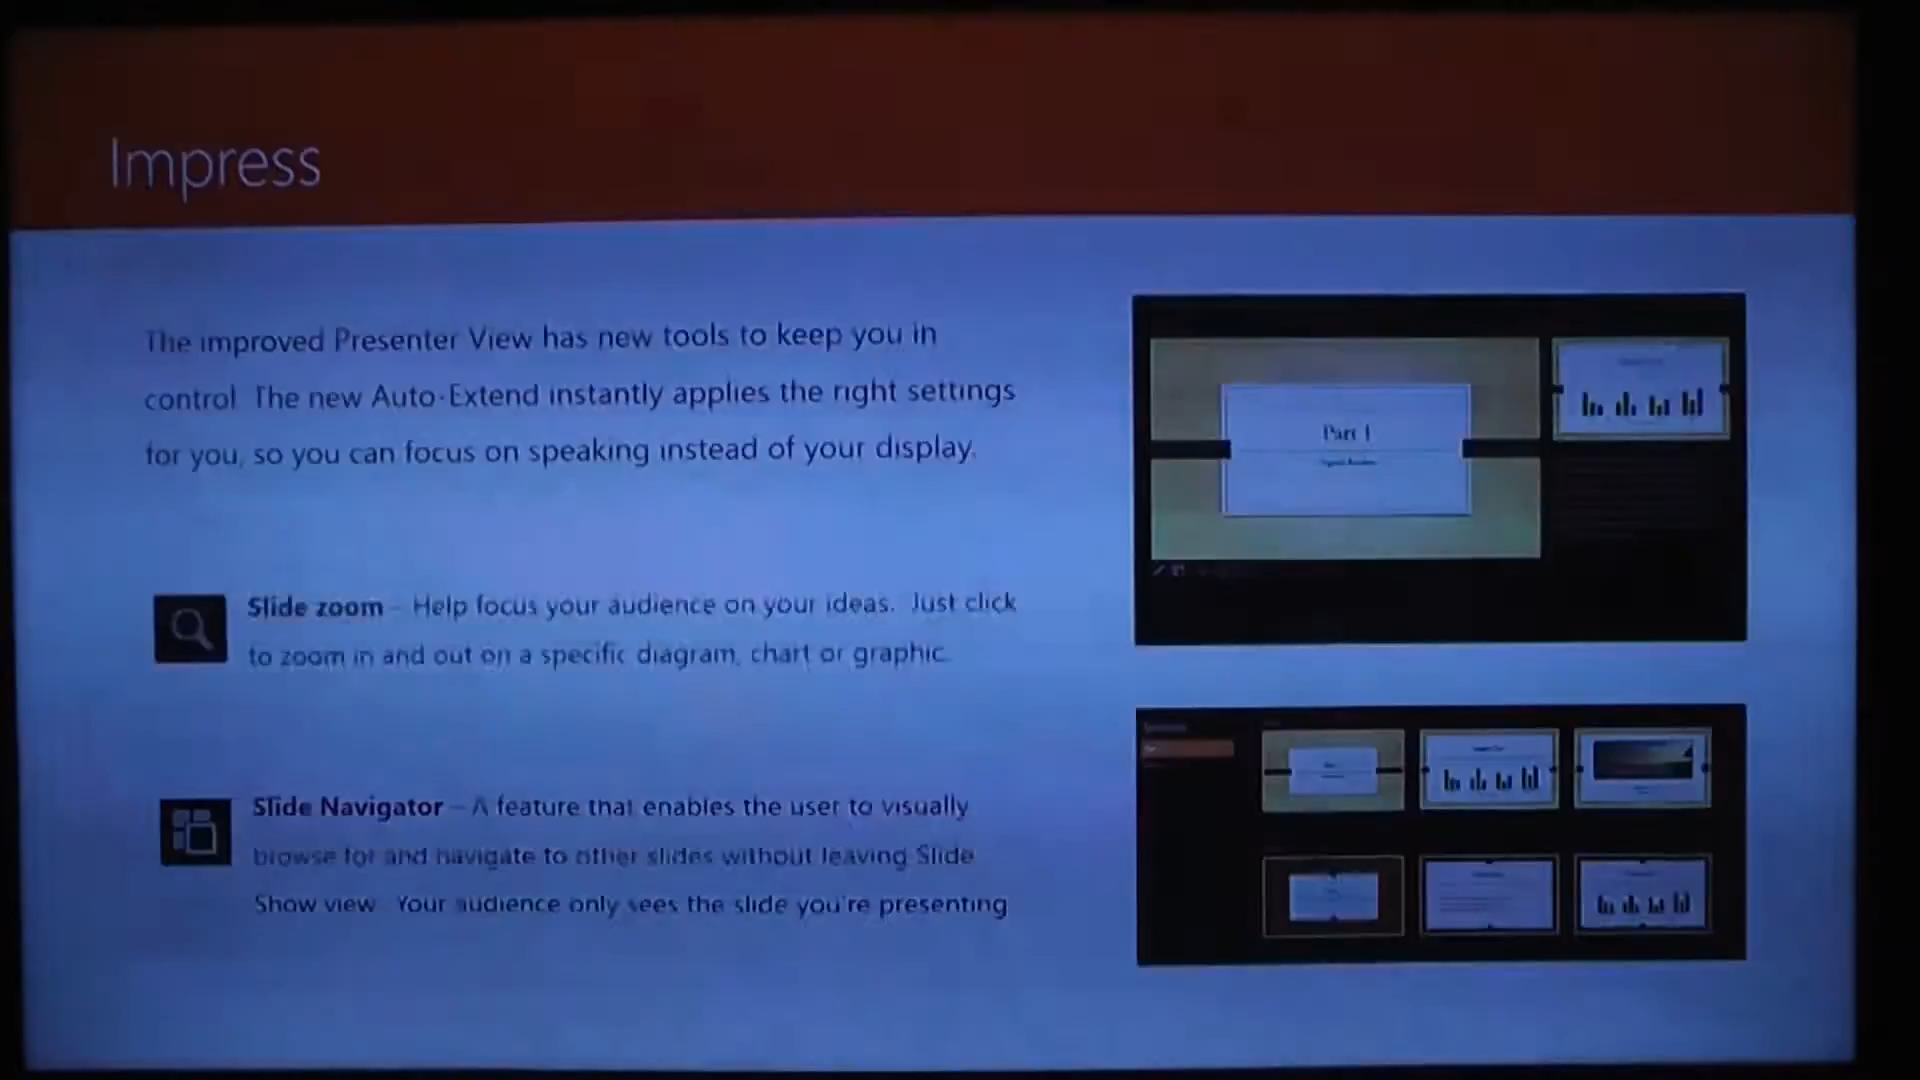 Impress
The improved Presenter View has new tools to keep you in
control. The new Auto-Extend instantly applies the right settings
for you, so you can focus on speaking instead of your display.
Slide zoom – Help focus your audience on your ideas. Just click
to zoom in and out on a specific diagram, chart or graphic.
Slide Navigator – A feature that enables the user to visually
browse for and navigate to other slides without leaving Slide
Show view. Your audience only sees the slide you're presenting
Part 1